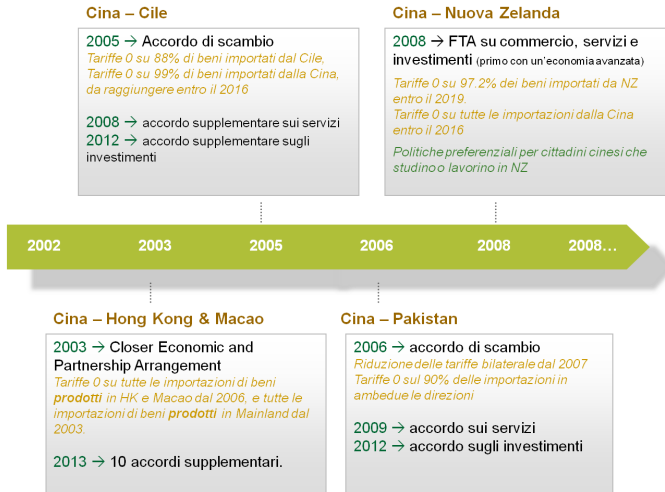 Cina – Cile
2005 → Accordo di scambio
Tariffe 0 su 88% di beni importati dal Cile,
Tariffe 0 su 99% di beni importati dalla Cina,
da raggiungere entro il 2016
2008 → accordo supplementare sui servizi
2012 → accordo supplementare sugli
investimenti
Cina – Nuova Zelanda
2008 → FTA su commercio, servizi e
investimenti (primo con un'economia avanzata)
Tariffe 0 su 97.2% dei beni importati da NZ
entro il 2019.
Tariffe 0 su tutte le importazioni dalla Cina
entro il 2016
Politiche preferenziali per cittadini cinesi che
studino o lavorino in NZ
2002 2003 2005 2006 2008 2008...
Cina – Hong Kong & Macao
2003 → Closer Economic and
Partnership Arrangement
Tariffe 0 su tutte le importazioni di beni
prodotti in HK e Macao dal 2006, e tutte le
importazioni di beni prodotti in Mainland dal
2003.
2013 → 10 accordi supplementari.
Cina – Pakistan
2006 → accordo di scambio
Riduzione delle tariffe bilaterale dal 2007
Tariffe 0 sul 90% delle importazioni in
ambedue le direzioni
2009 → accordo sui servizi
2012 → accordo sugli investimenti